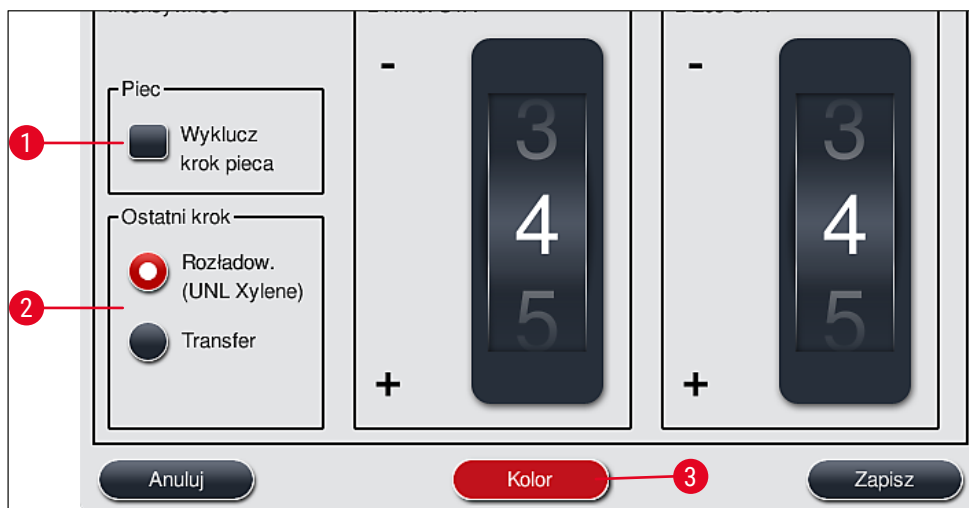 Piec
1
Wyklucz
krok pieca
Ostatni krok
2
Rozładow.
(UNL Xylene)
Transfer
-
3
4
5
+
-
3
4
5
+
Anuluj
Kolor
3
Zapisz